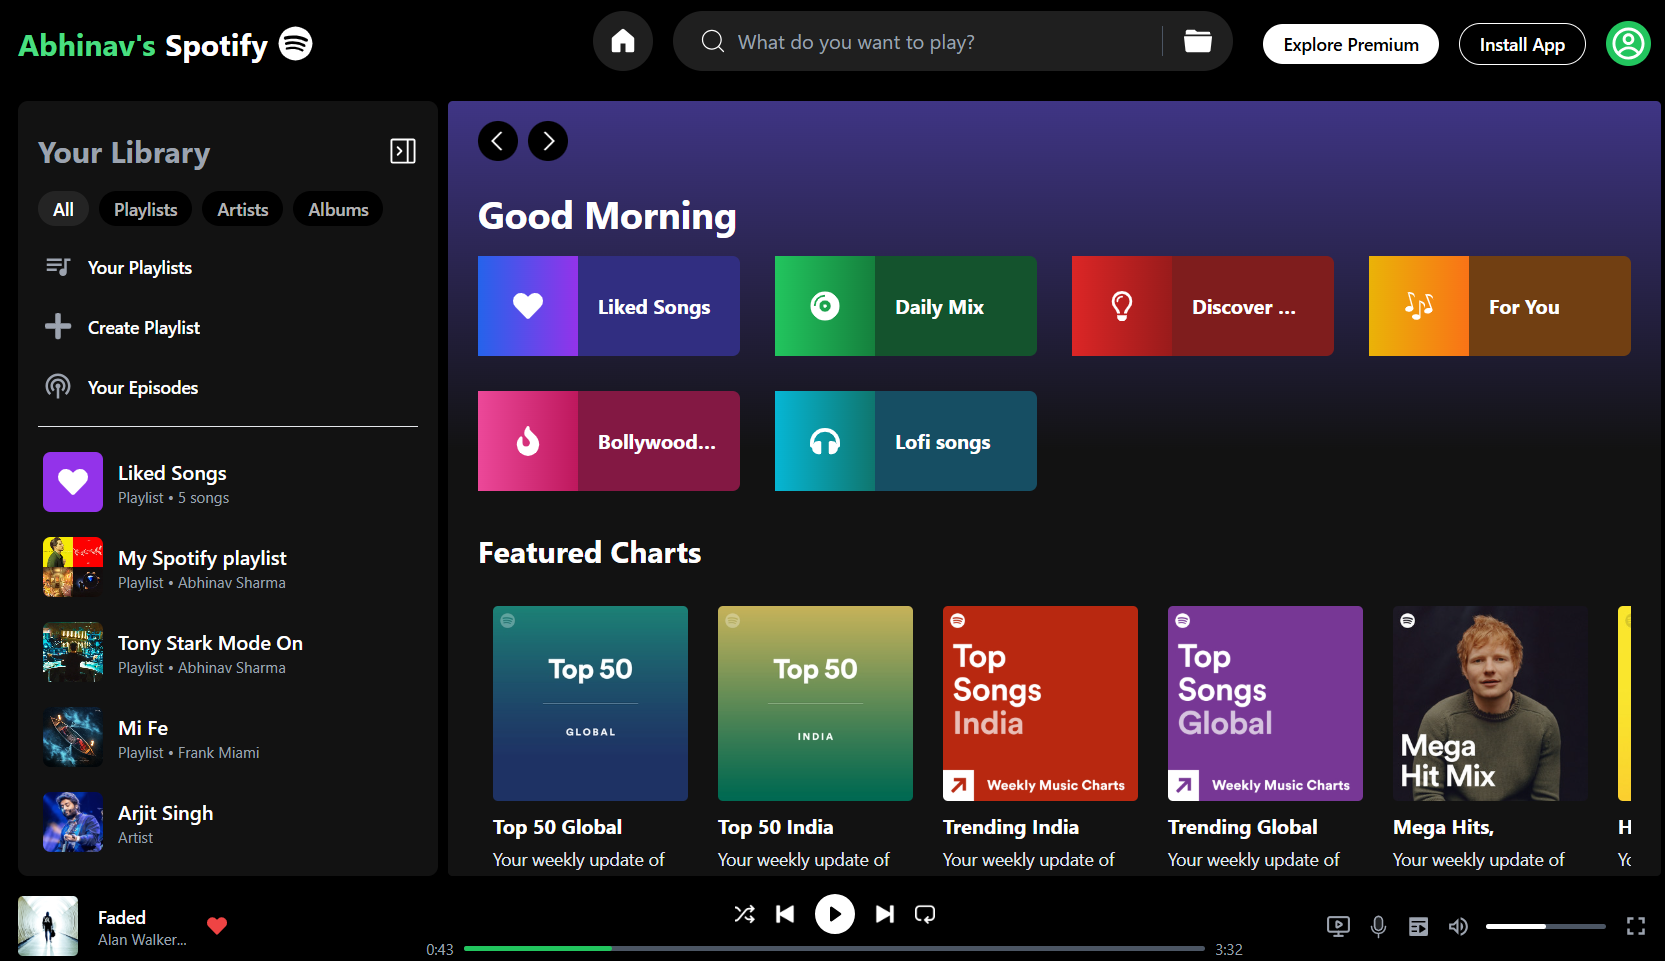 Abhinav's Spotify
What do you want to play?
Explore Premium
Install App
Your Library
All
Playlists
Artists
Albums
Your Playlists
Create Playlist
Your Episodes
Liked Songs
Playlist • 5 songs
My Spotify playlist
Playlist • Abhinav Sharma
Tony Stark Mode On
Playlist • Abhinav Sharma
Mi Fe
Playlist • Frank Miami
Arjit Singh
Artist
Good Morning
Liked Songs
Daily Mix
Discover ...
For You
Bollywood...
Lofi songs
Featured Charts
Top 50
GLOBAL
Top 50 Global
Your weekly update of
Top 50
INDIA
Top 50 India
Your weekly update of
Top
Songs
India
Weekly Music Charts
Trending India
Your weekly update of
Top
Songs
Global
Weekly Music Charts
Trending Global
Your weekly update of
Mega
Hit Mix
Mega Hits,
Your weekly update of
H
Yo
Faded
Alan Walker...
0:43
3:32